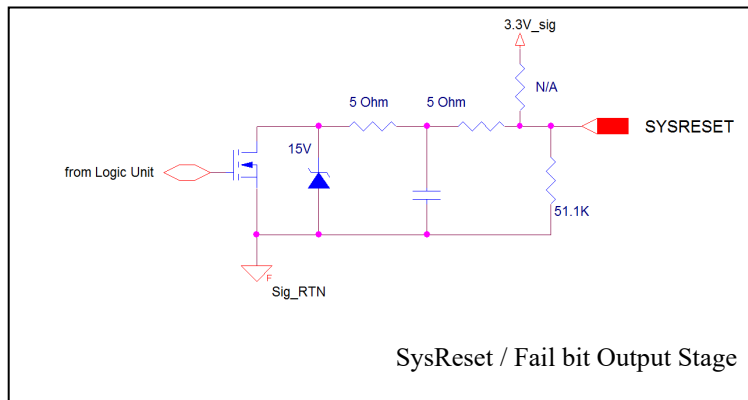 3.3V_sig
N/A
5 Ohm
5 Ohm
SYSRESET
15V
from Logic Unit
51.1K
F
Sig_RTN
SysReset / Fail bit Output Stage